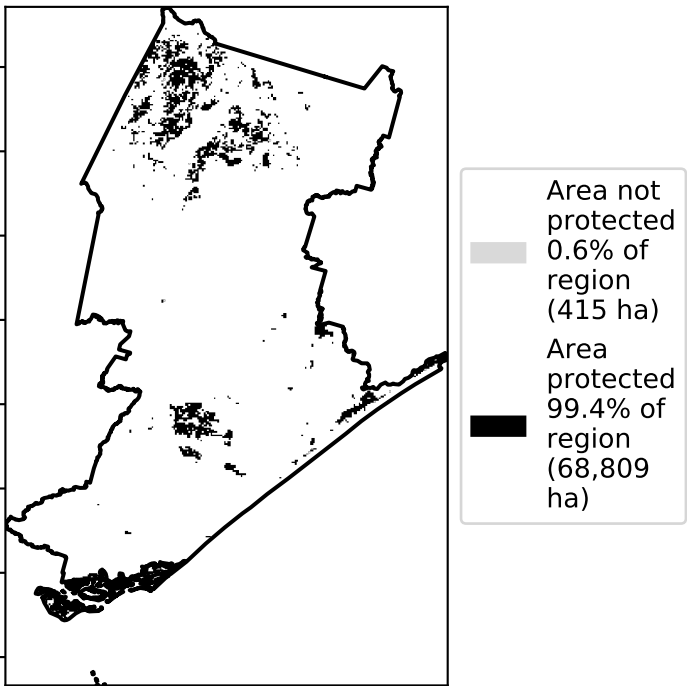 Area not
protected
0.6% of
region
(415 ha)
Area
protected
99.4% of
region
(68,809
ha)